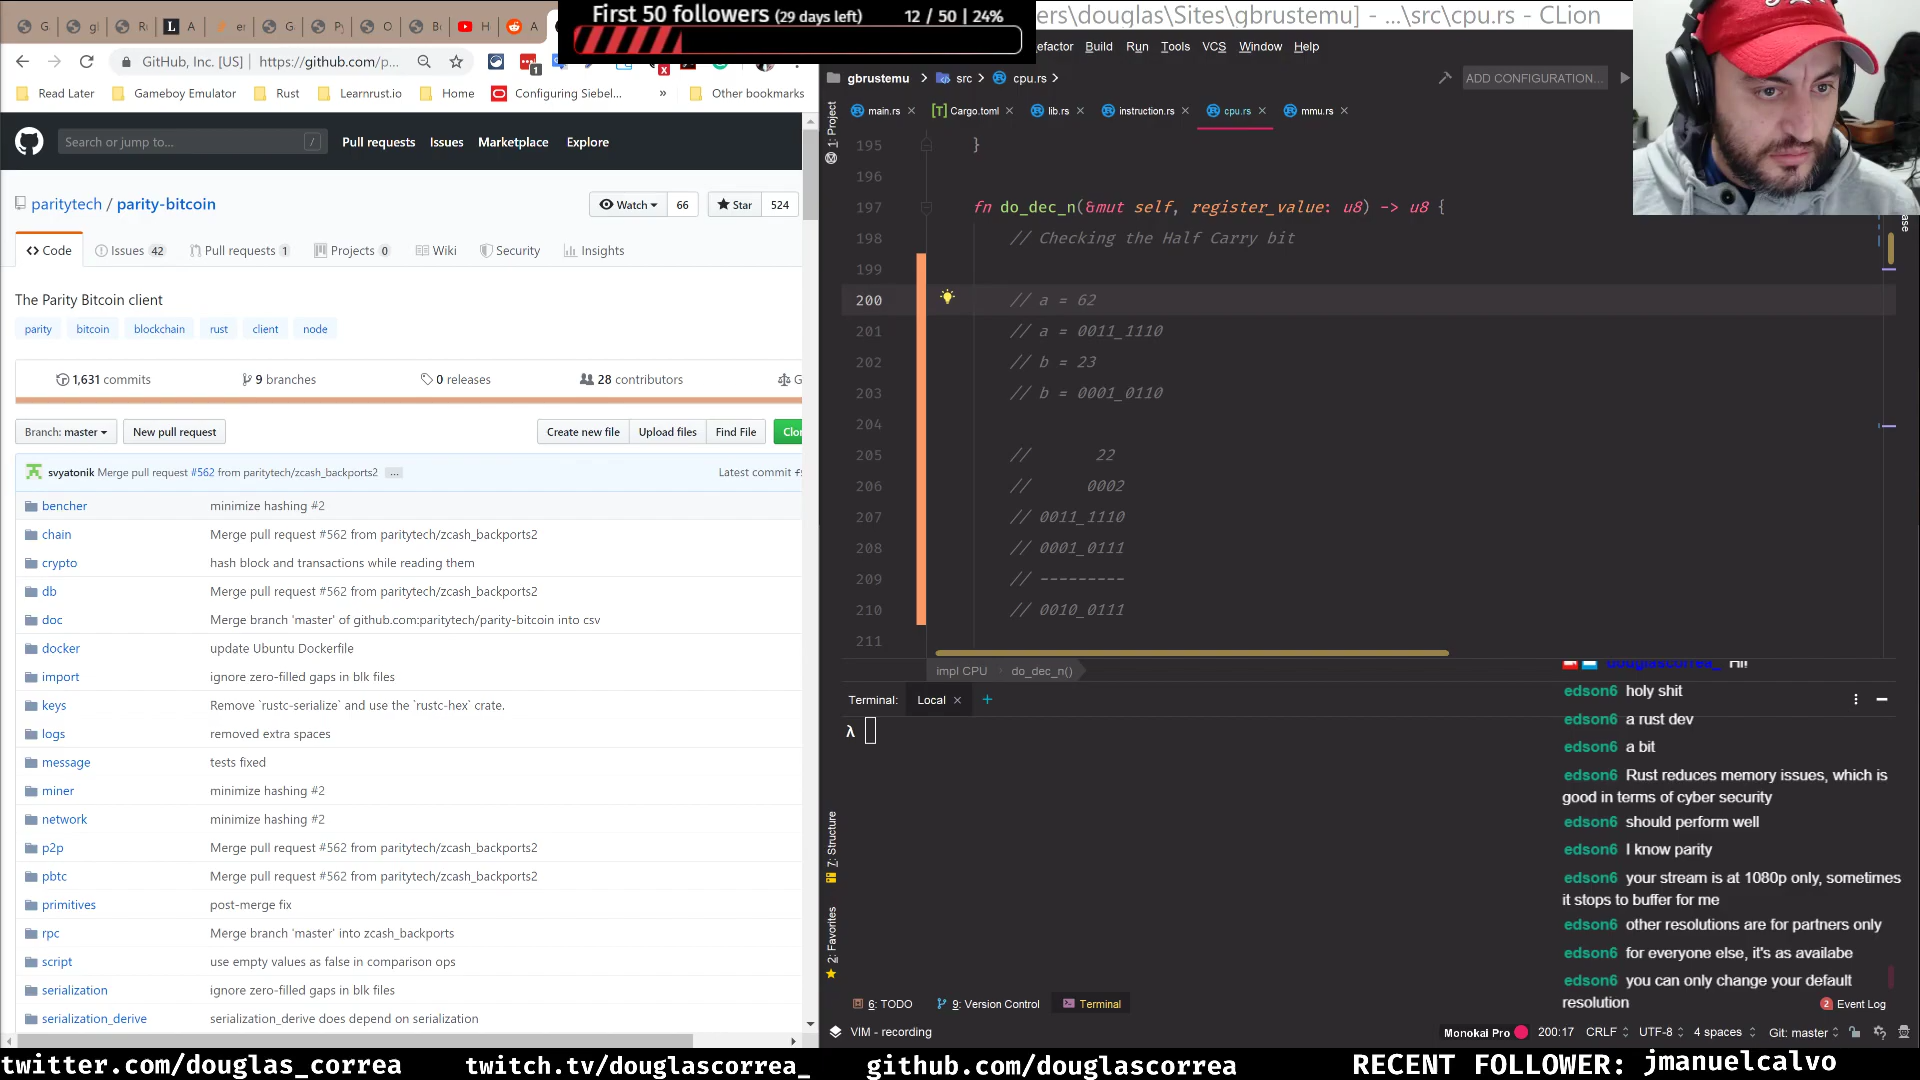 First 50 followers (29 days left) 12 / 50 | 24%
GitHub, Inc. [US] | https://github.com/p...
Read Later Gameboy Emulator Rust Learnrust.io Home Configuring Siebel... » Other bookmarks
Search or jump to... /
Pull requests Issues Marketplace Explore
paritytech / parity-bitcoin
Watch 66 Star 524
Code Issues 42 Pull requests 1 Projects 0 Wiki Security Insights
The Parity Bitcoin client
parity bitcoin blockchain rust client node
1,631 commits 9 branches 0 releases 28 contributors
Branch: master New pull request Create new file Upload files Find File Clo
svyatonik Merge pull request #562 from paritytech/zcash_backports2 ... Latest commit
bencher minimize hashing #2
chain Merge pull request #562 from paritytech/zcash_backports2
crypto hash block and transactions while reading them
db Merge pull request #562 from paritytech/zcash_backports2
doc Merge branch 'master' of github.com:paritytech/parity-bitcoin into csv
docker update Ubuntu Dockerfile
import ignore zero-filled gaps in blk files
keys Remove `rustc-serialize` and use the `rustc-hex` crate.
logs removed extra spaces
message tests fixed
miner minimize hashing #2
network minimize hashing #2
p2p Merge pull request #562 from paritytech/zcash_backports2
pbtc Merge pull request #562 from paritytech/zcash_backports2
primitives post-merge fix
rpc Merge branch 'master' into zcash_backports
script use empty values as false in comparison ops
serialization ignore zero-filled gaps in blk files
serialization_derive serialization_derive does depend on serialization
ers\douglas\Sites\gbrustemu] - ...\src\cpu.rs - CLion
efactor Build Run Tools VCS Window Help
gbrustemu src cpu.rs ADD CONFIGURATION...
main.rs Cargo.toml lib.rs instruction.rs cpu.rs mmu.rs
1: Project
195 }
196
197 fn do_dec_n(&mut self, register_value: u8) -> u8 {
198 // Checking the Half Carry bit
199
200 // a = 62
201 // a = 0011_1110
202 // b = 23
203 // b = 0001_0110
204
205 // 22
206 // 0002
207 // 0011_1110
208 // 0001_0111
209 // ---------
210 // 0010_0111
211
impl CPU do_dec_n()
Terminal: Local × +
λ
7: Structure
2: Favorites
douglascorrea_ Hi!
edson6 holy shit
edson6 a rust dev
edson6 a bit
edson6 Rust reduces memory issues, which is
good in terms of cyber security
edson6 should perform well
edson6 I know parity
edson6 your stream is at 1080p only, sometimes
it stops to buffer for me
edson6 other resolutions are for partners only
edson6 for everyone else, it's as availabe
edson6 you can only change your default
resolution
6: TODO 9: Version Control Terminal 2 Event Log
VIM - recording Monokai Pro 200:17 CRLF UTF-8 4 spaces Git: master
twitter.com/douglas_correa twitch.tv/douglascorrea_ github.com/douglascorrea RECENT FOLLOWER: jmanuelcalvo